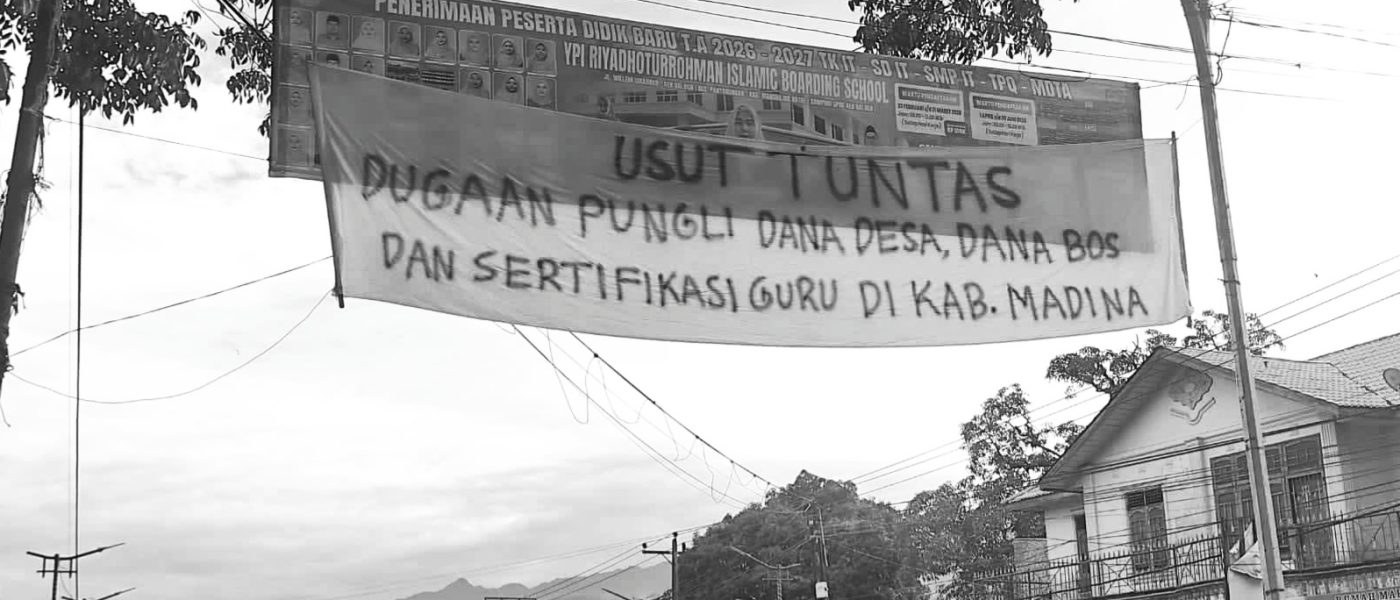 PENERIMAAN PESERTA DIDIK BARU T.A 2026 - 2027 TK IT - SD IT - SMP IT - TPQ - MDTA
YPI RIYADHOTURROHMAN ISLAMIC BOARDING SCHOOL
USUT TUNTAS
DUGAAN PUNGLI DANA DESA, DANA BOS
DAN SERTIFIKASI GURU DI KAB. MADINA